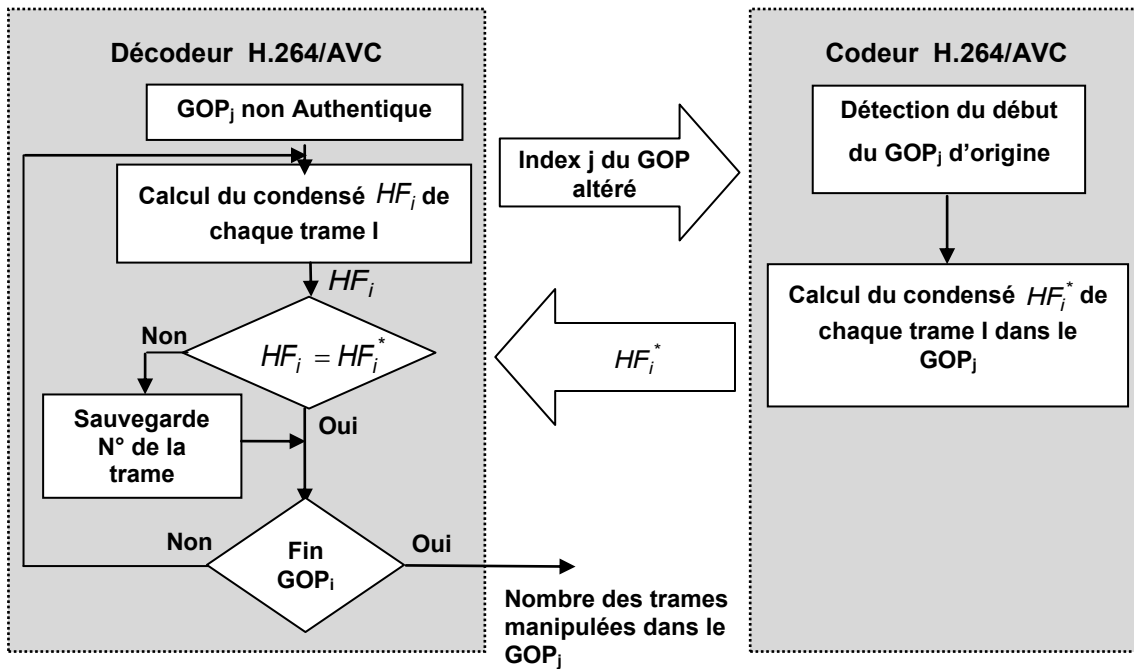 Décodeur H.264/AVC
GOPj non Authentique
Calcul du condensé HFi de
chaque trame I
HFi
Non
HFi = HFi*
Sauvegarde
N° de la
trame
Oui
Non
Fin
GOPi
Oui
Nombre des trames
manipulées dans le
GOPj
Index j du GOP
altéré
HFi*
Codeur H.264/AVC
Détection du début
du GOPj d'origine
Calcul du condensé HFi* de
chaque trame I dans le
GOPj